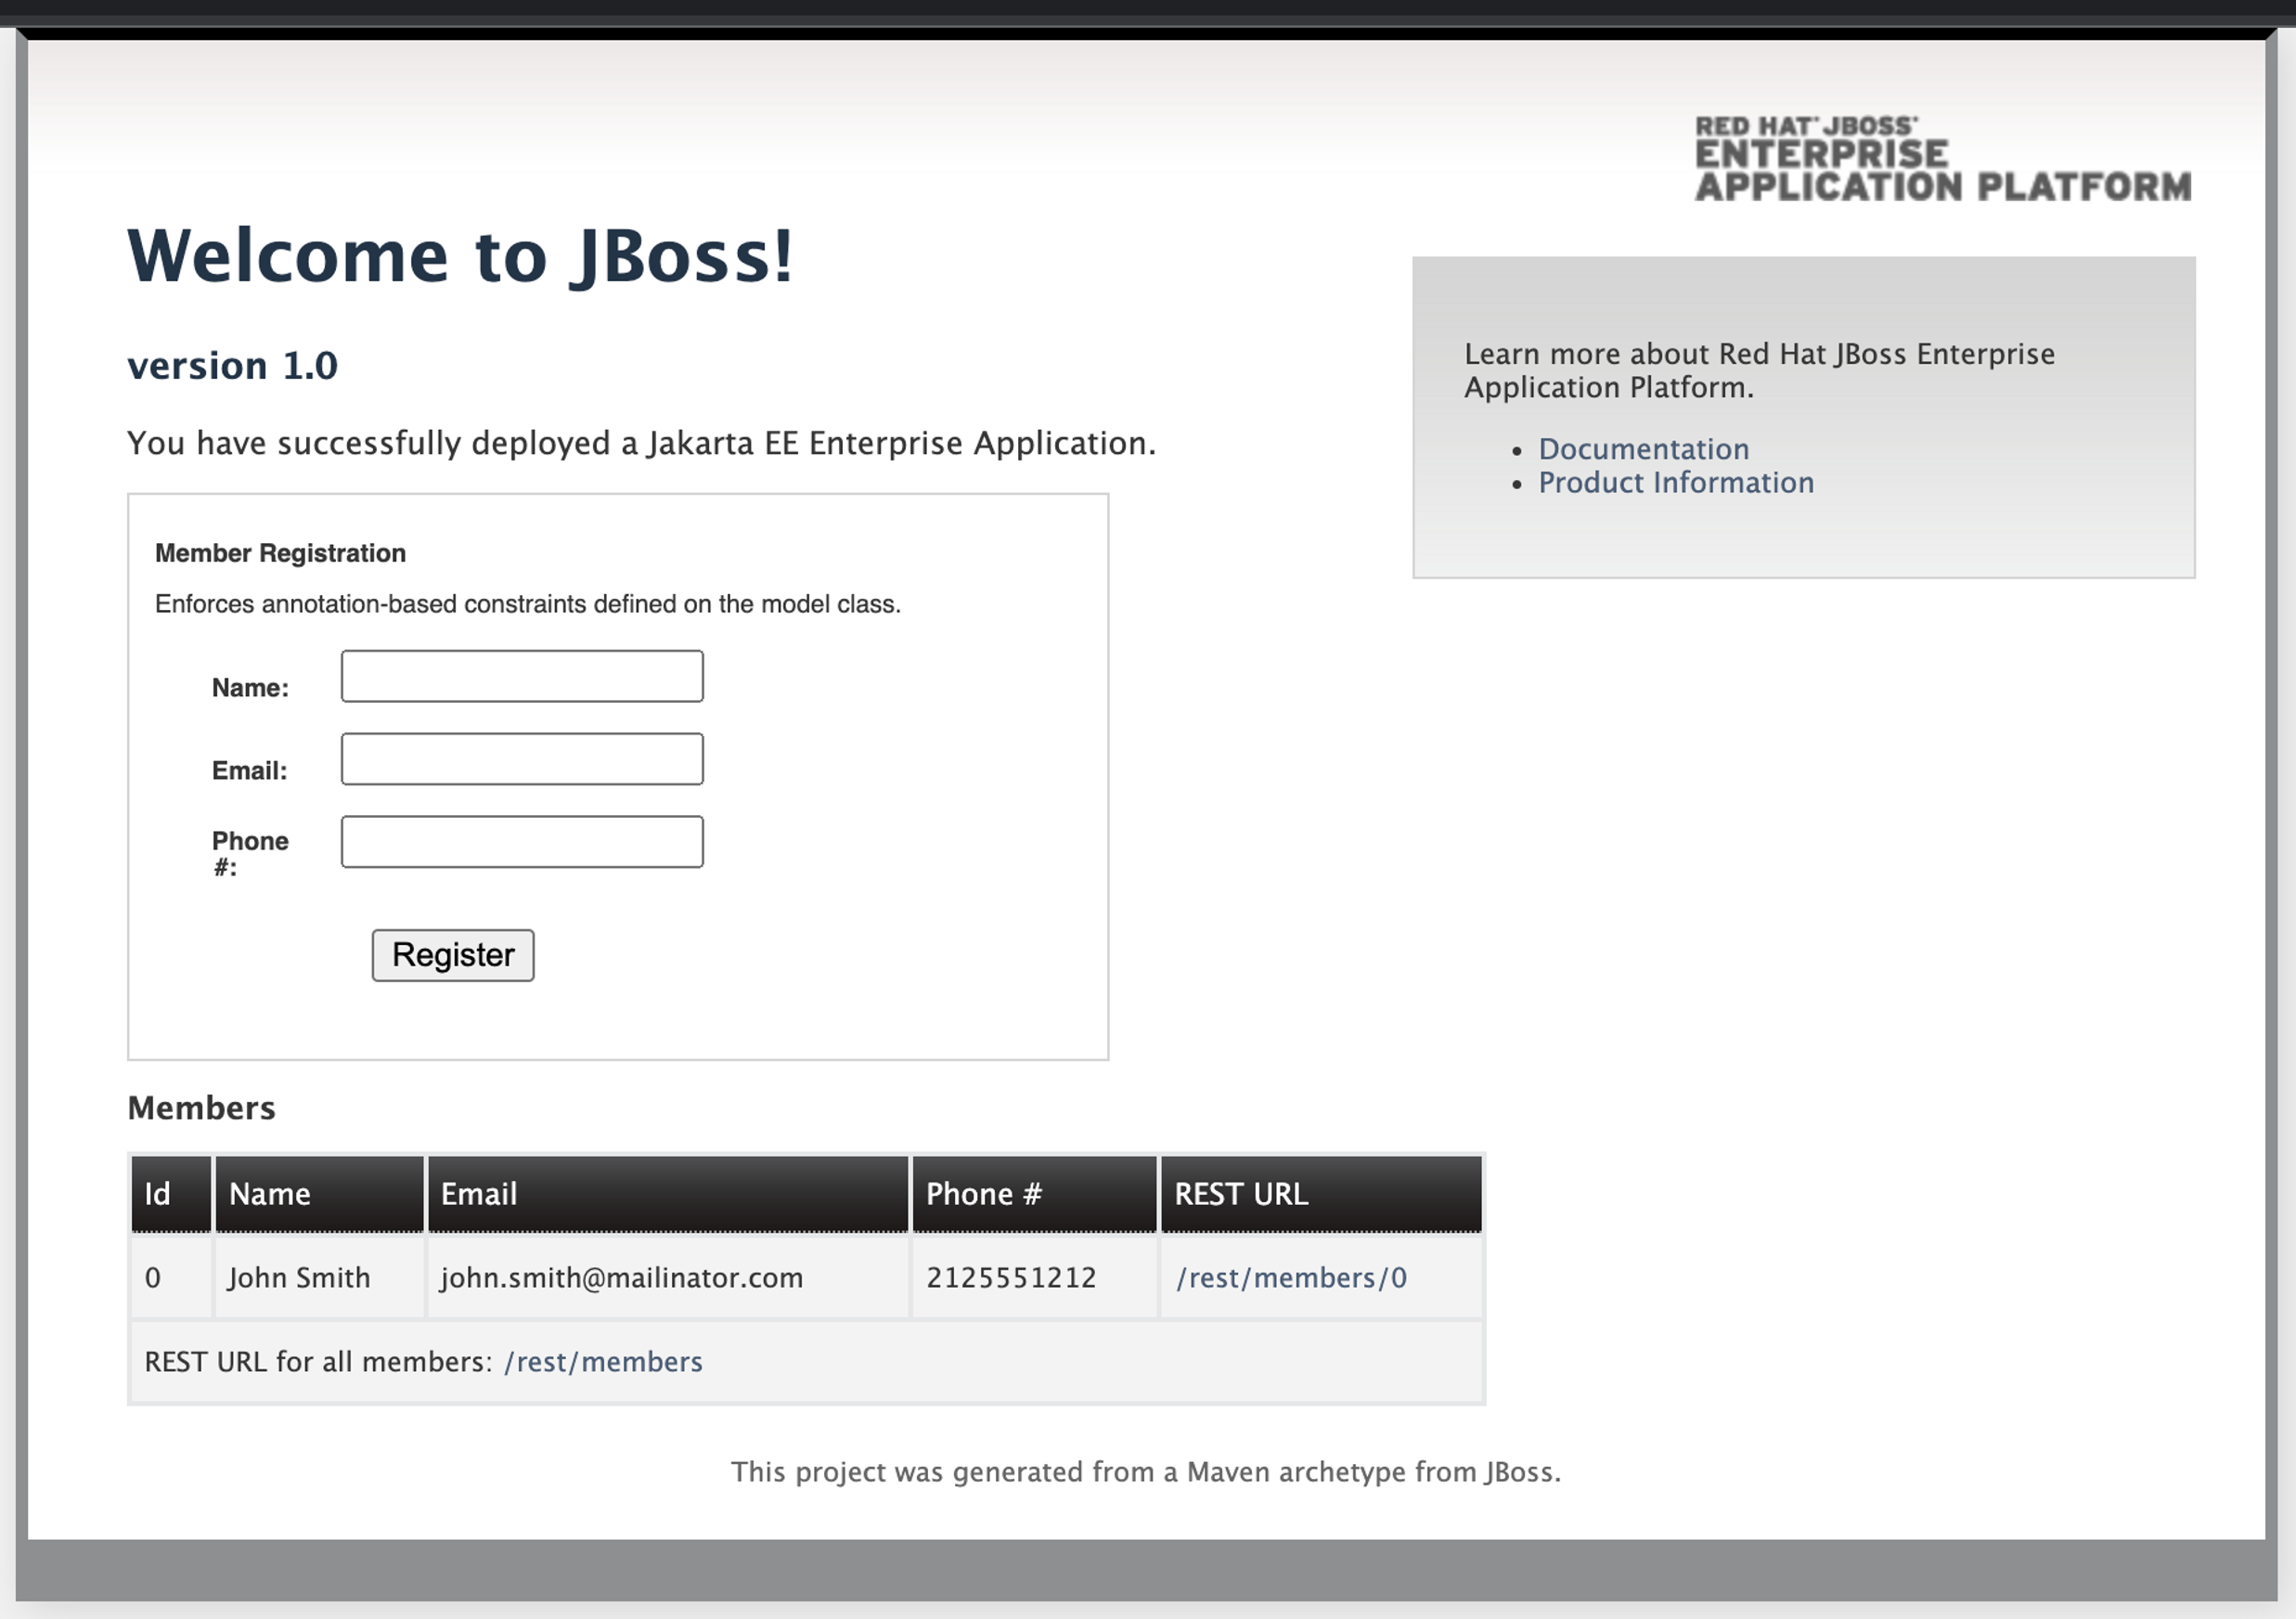 RED HAT® JBOSS®
ENTERPRISE
APPLICATION PLATFORM
Welcome to JBoss!
version 1.0
You have successfully deployed a Jakarta EE Enterprise Application.
Learn more about Red Hat JBoss Enterprise
Application Platform.
• Documentation
• Product Information
Member Registration
Enforces annotation-based constraints defined on the model class.
Name:
Email:
Phone
#:
Register
Members
Id Name Email Phone # REST URL
0 John Smith john.smith@mailinator.com 2125551212 /rest/members/0
REST URL for all members: /rest/members
This project was generated from a Maven archetype from JBoss.